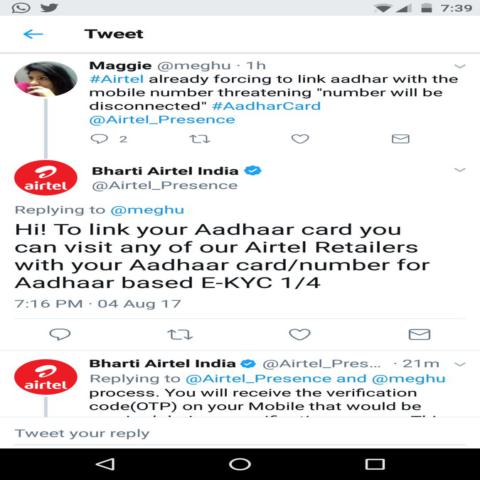 7:39
Tweet
Maggie @meghu · 1h
#Airtel already forcing to link aadhar with the
mobile number threatening "number will be
disconnected" #AadharCard
@Airtel_Presence
2
airtel
Bharti Airtel India
@Airtel_Presence
Replying to @meghu
Hi! To link your Aadhaar card you
can visit any of our Airtel Retailers
with your Aadhaar card/number for
Aadhaar based E-KYC 1/4
7:16 PM · 04 Aug 17
airtel
Bharti Airtel India @Airtel_Pres... · 21m
Replying to @Airtel_Presence and @meghu
process. You will receive the verification
code(OTP) on your Mobile that would be
Tweet your reply